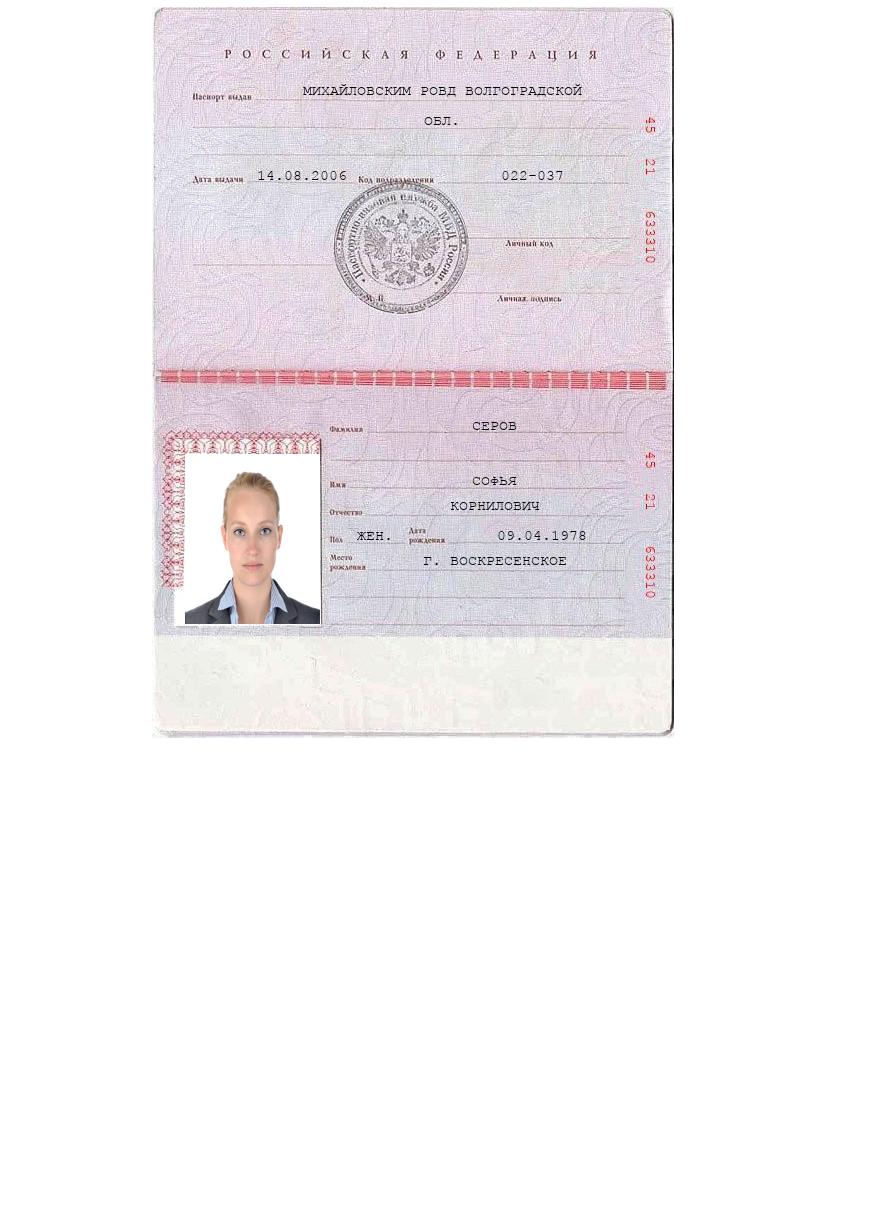 РОССИЙСКАЯ ФЕДЕРАЦИЯ
Паспорт выдан МИХАЙЛОВСКИМ РОВД ВОЛГОГРАДСКОЙ
ОБЛ.
Дата выдачи 14.08.2006 Код подразделения 022-037
45 21 633310
Паспортно-визовая служба МВД России
Личный код
М. П Личная подпись
Фамилия СЕРОВ
Имя СОФЬЯ
Отчество КОРНИЛОВИЧ
Пол ЖЕН. Дата рождения 09.04.1978
Место рождения Г. ВОСКРЕСЕНСКОЕ
45 21 633310